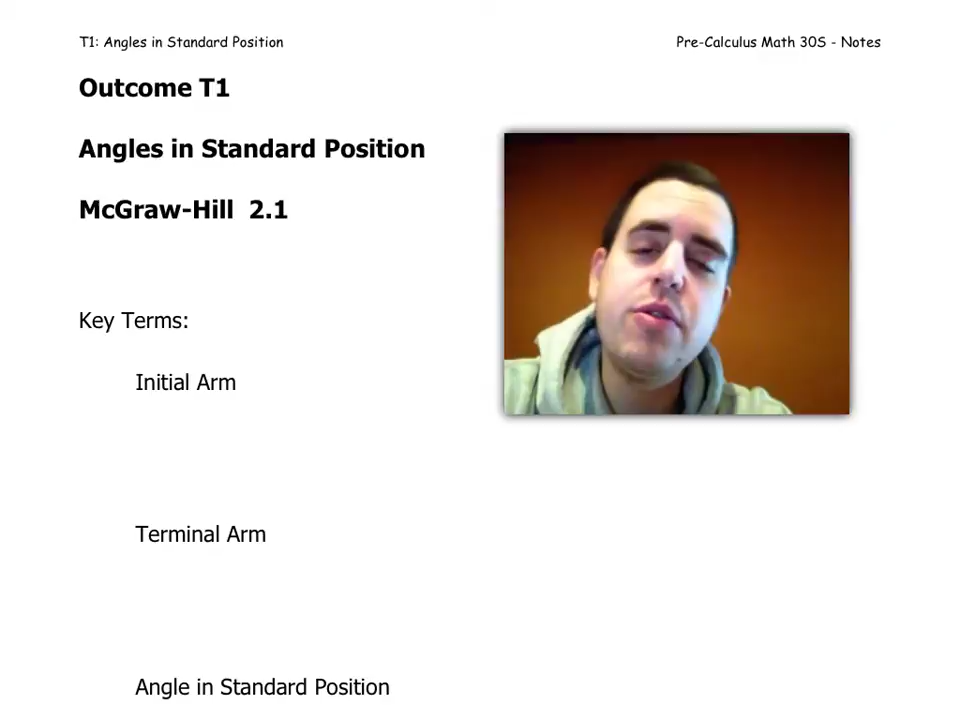 T1: Angles in Standard Position
Pre-Calculus Math 30S - Notes
Outcome T1
Angles in Standard Position
McGraw-Hill 2.1
Key Terms:
Initial Arm
Terminal Arm
Angle in Standard Position